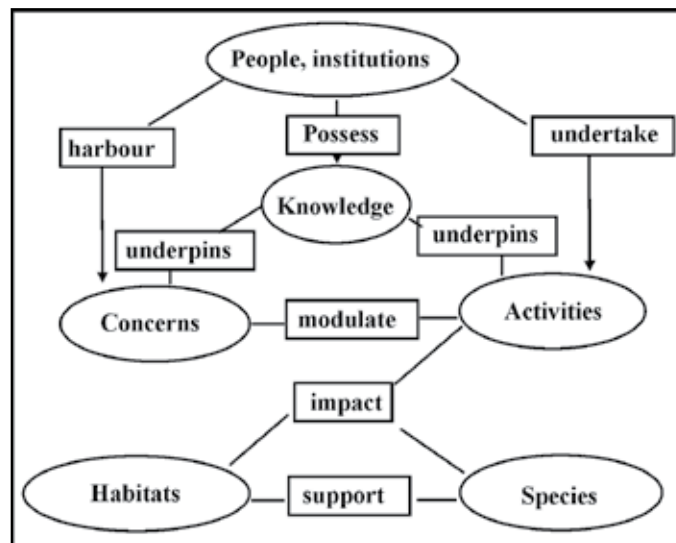 People, institutions
harbour
Possess
undertake
Knowledge
underpins
underpins
Concerns
modulate
Activities
impact
Habitats
support
Species